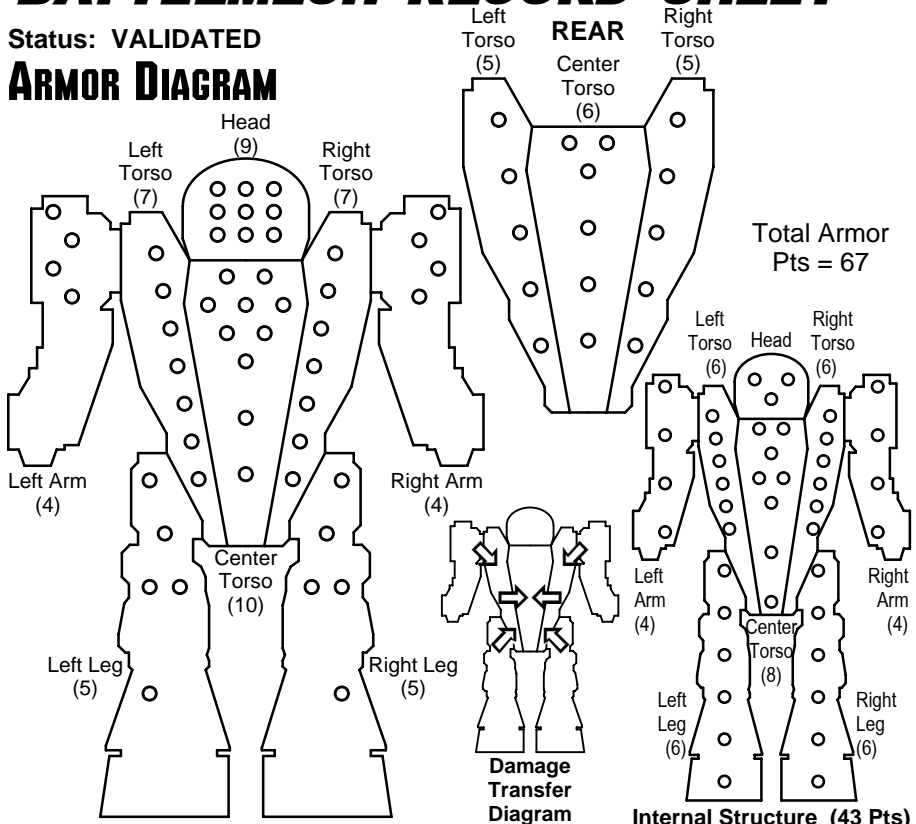 BATTLEMECH RECORD SHEET
Status: VALIDATED
ARMOR DIAGRAM
REAR
Left
Torso
(5)
Center
Torso
(6)
Right
Torso
(5)
Head
(9)
Left
Torso
(7)
Right
Torso
(7)
Total Armor
Pts = 67
Left Arm
(4)
Right Arm
(4)
Center
Torso
(10)
Left Leg
(5)
Right Leg
(5)
Damage
Transfer
Diagram
Left
Torso
(6)
Head
Right
Torso
(6)
Left
Arm
(4)
Right
Arm
(4)
Center
Torso
(8)
Left
Leg
(6)
Right
Leg
(6)
Internal Structure (43 Pts)